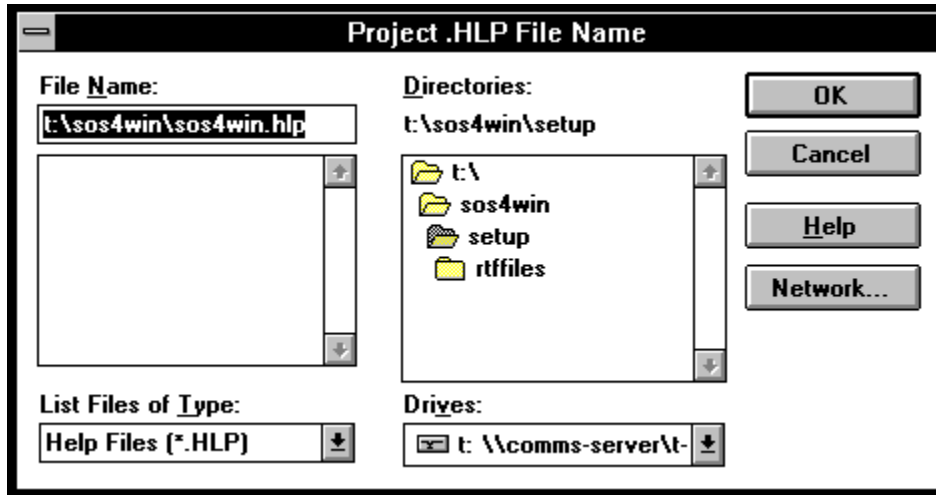 Project .HLP File Name
File Name:
t:\sos4win\sos4win.hlp
Directories:
t:\sos4win\setup
t:\
sos4win
setup
rtffiles
OK
Cancel
Help
Network...
List Files of Type:
Help Files (*.HLP)
Drives:
t: \\comms-server\t-